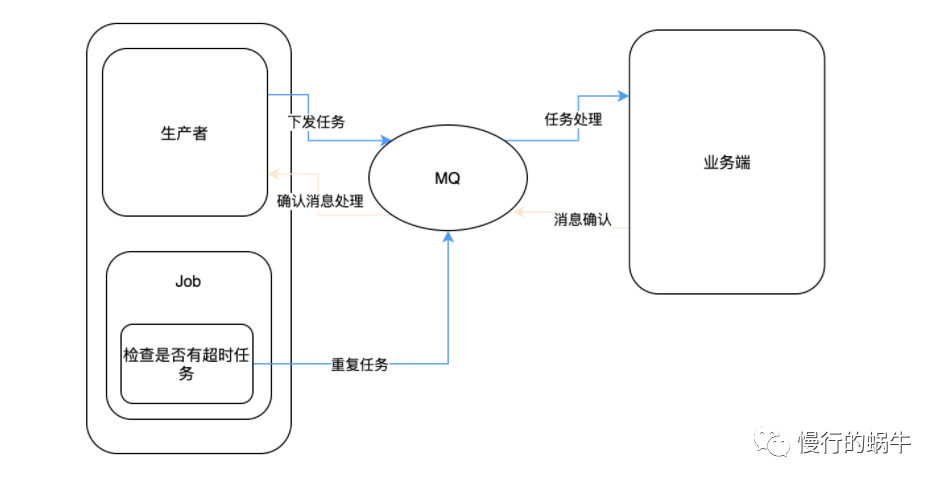 生产者
下发任务
任务处理
业务端
MQ
确认消息处理
消息确认
Job
检查是否有超时任
务
重复任务
慢行的蜗牛